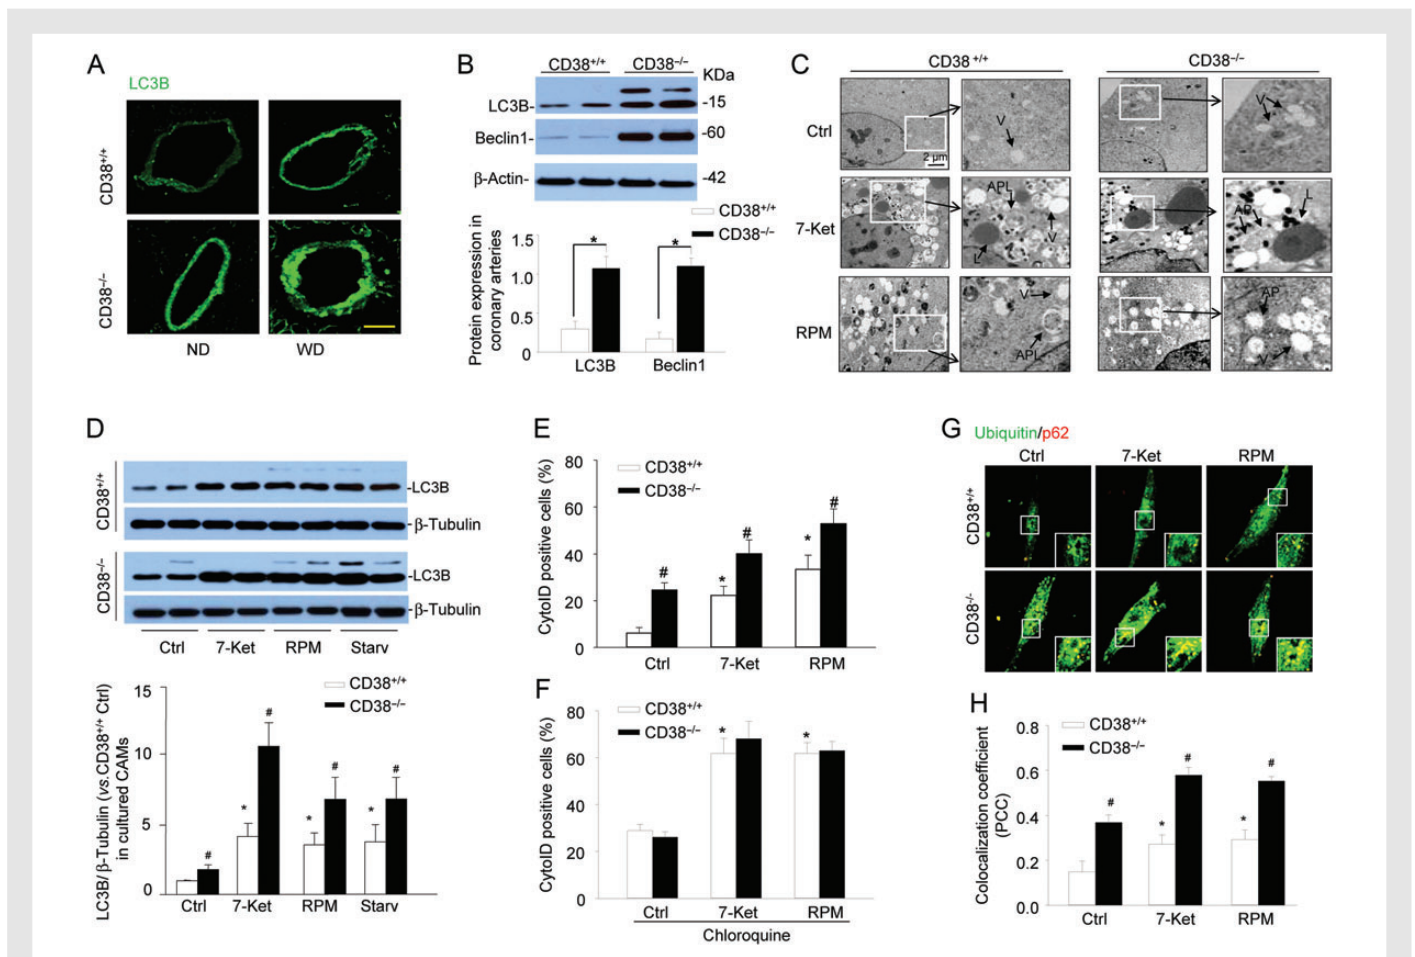 A
LC3B
CD38+/+
CD38−/−
ND
WD
B
CD38+/+
CD38−/−
KDa
LC3B-
-15
Beclin1-
-60
β-Actin-
-42
CD38+/+
CD38−/−
Protein expression in
coronary arteries
1.5
1.0
0.5
0
*
*
LC3B
Beclin1
C
CD38 +/+
CD38−/−
Ctrl
V
V
2 µm
7-Ket
APL
V
L
AP
L
RPM
V
APL
AP
V
D
CD38+/+
-LC3B
-β-Tubulin
CD38−/−
-LC3B
-β-Tubulin
Ctrl
7-Ket
RPM
Starv
LC3B/ β-Tubulin (vs.CD38+/+ Ctrl)
in cultured CAMs
15
10
5
0
CD38+/+
CD38−/−
#
*
#
*
#
*
#
Ctrl
7-Ket
RPM
Starv
E
CytoID positive cells (%)
80
60
40
20
0
CD38+/+
CD38−/−
#
*
#
*
#
Ctrl
7-Ket
RPM
F
CytoID positive cells (%)
80
60
40
20
0
CD38+/+
CD38−/−
*
*
Ctrl
7-Ket
RPM
Chloroquine
G
Ubiquitin/p62
Ctrl
7-Ket
RPM
CD38+/+
CD38-/-
H
Colocalization coefficient
(PCC)
0.8
0.6
0.4
0.2
0.0
CD38+/+
CD38−/−
#
*
#
*
#
Ctrl
7-Ket
RPM